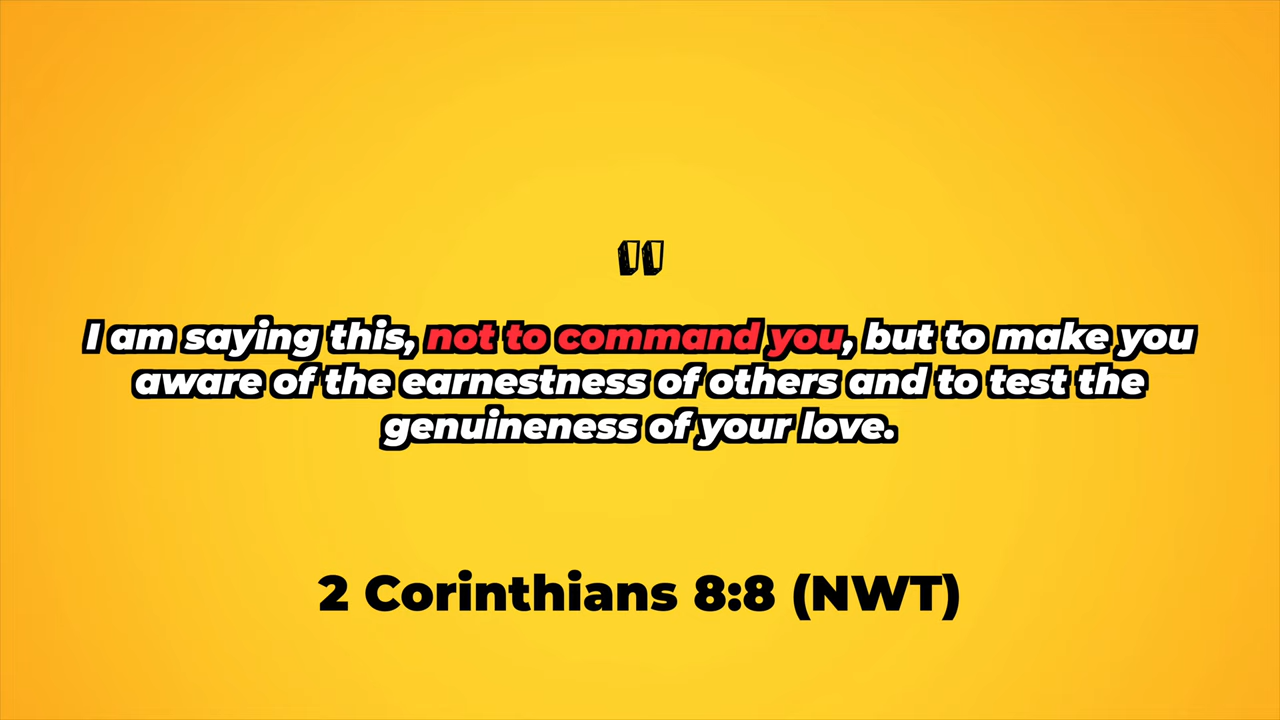 "
I am saying this, not to command you, but to make you
aware of the earnestness of others and to test the
genuineness of your love.
2 Corinthians 8:8 (NWT)